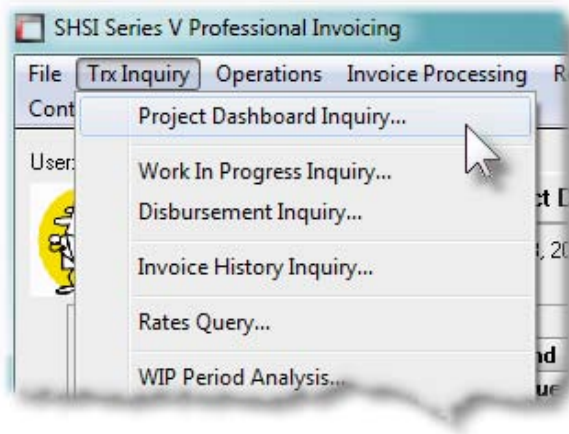 SHSI Series V Professional Invoicing
File Trx Inquiry Operations Invoice Processing
Project Dashboard Inquiry...
User:
Work In Progress Inquiry...
Disbursement Inquiry...
Invoice History Inquiry...
Rates Query...
WIP Period Analysis...